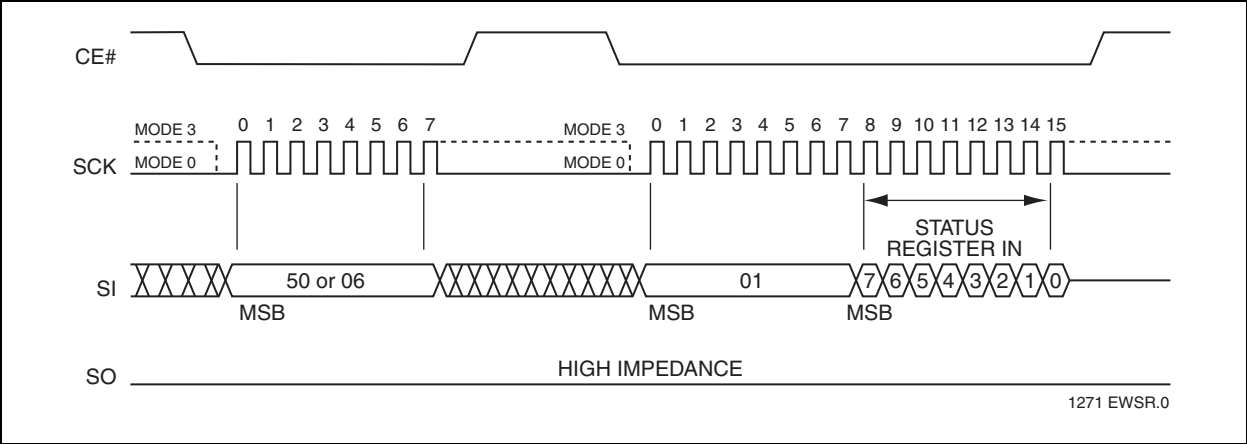 CE#
MODE 3 0 1 2 3 4 5 6 7 MODE 3 0 1 2 3 4 5 6 7 8 9 10 11 12 13 14 15
SCK MODE 0 MODE 0
STATUS
REGISTER IN
SI 50 or 06 01 7 6 5 4 3 2 1 0
MSB MSB MSB
HIGH IMPEDANCE
SO
1271 EWSR.0